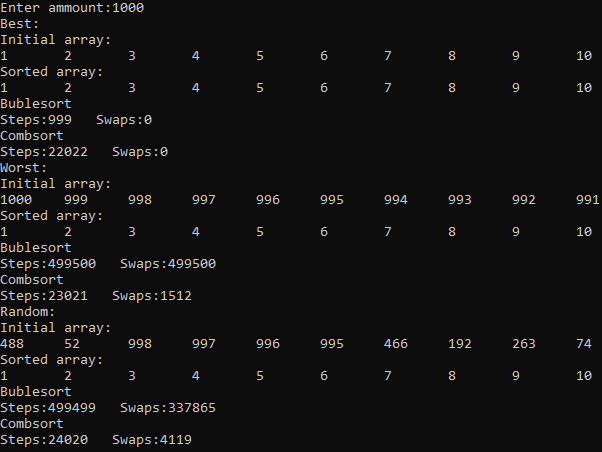 Enter ammount:1000
Best:
Initial array:
1 2 3 4 5 6 7 8 9 10
Sorted array:
1 2 3 4 5 6 7 8 9 10
Bublesort
Steps:999 Swaps:0
Combsort
Steps:22022 Swaps:0
Worst:
Initial array:
1000 999 998 997 996 995 994 993 992 991
Sorted array:
1 2 3 4 5 6 7 8 9 10
Bublesort
Steps:499500 Swaps:499500
Combsort
Steps:23021 Swaps:1512
Random:
Initial array:
488 52 998 997 996 995 466 192 263 74
Sorted array:
1 2 3 4 5 6 7 8 9 10
Bublesort
Steps:499499 Swaps:337865
Combsort
Steps:24020 Swaps:4119